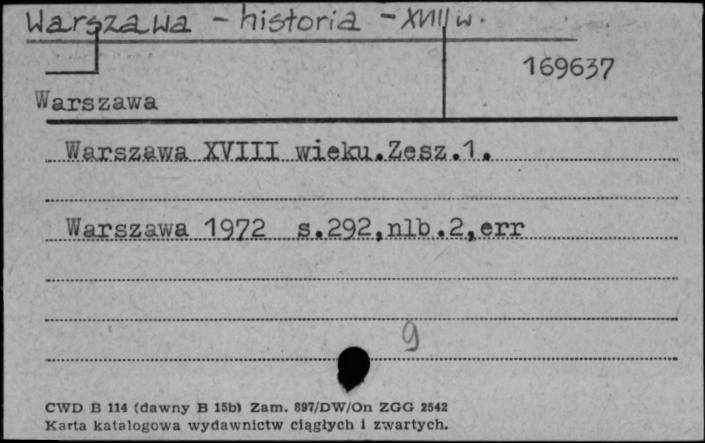 Warszawa - historia - XVIII w.
169637
Warszawa
Warszawa XVIII wieku.Zesz.1.
Warszawa 1972 s.292,nlb.2,err
9
CWD B 114 (dawny B 15b) Zam. 897/DW/On ZGG 2542
Karta katalogowa wydawnictw ciągłych i zwartych.